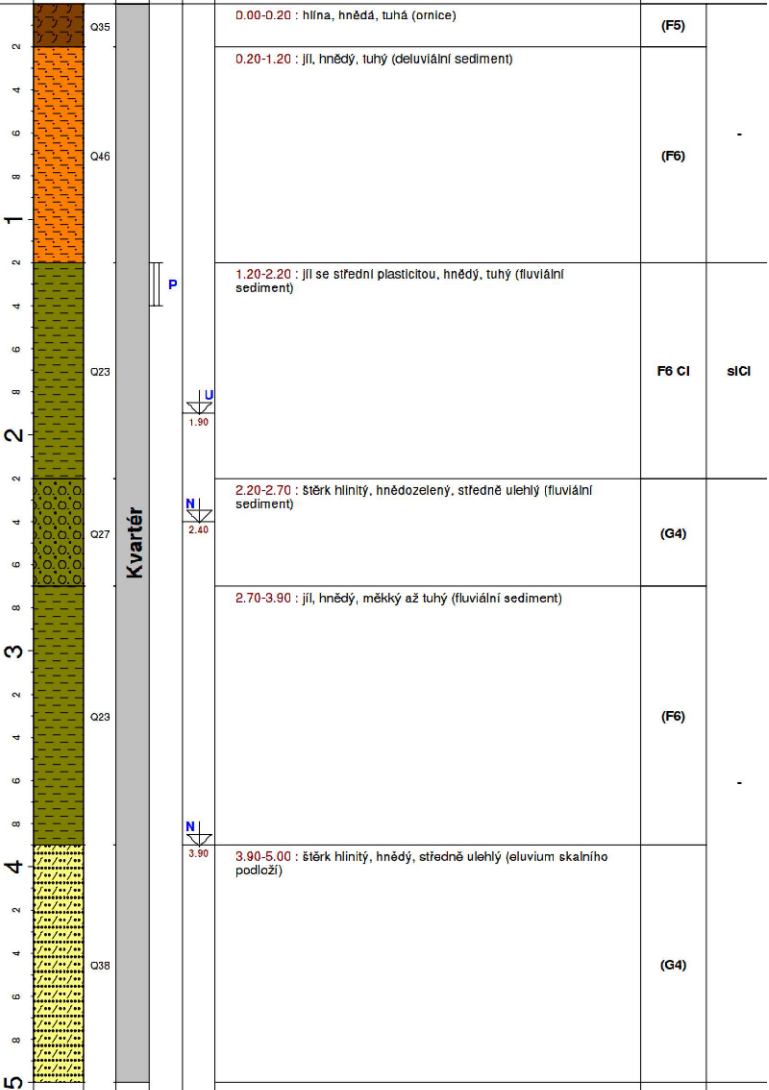 0.00-0.20 : hlína, hnědá, tuhá (ornice)
Q35
(F5)
2
0.20-1.20 : jíl, hnědý, tuhý (deluviální sediment)
4
6
-
Q46
(F6)
8
1
2
1.20-2.20 : jíl se střední plasticitou, hnědý, tuhý (fluviální
sediment)
P
4
6
Q23
F6 CI
siCl
8
U
1.90
2
2
2.20-2.70 : štěrk hlinitý, hnědozelený, středně ulehlý (fluviální
sediment)
N
4
2.40
Q27
(G4)
Kvartér
6
2.70-3.90 : jíl, hnědý, měkký až tuhý (fluviální sediment)
8
3
2
Q23
(F6)
4
6
-
8
N
3.90
3.90-5.00 : štěrk hlinitý, hnědý, středně ulehlý (eluvium skalního
podloží)
4
2
4
Q38
(G4)
6
8
5